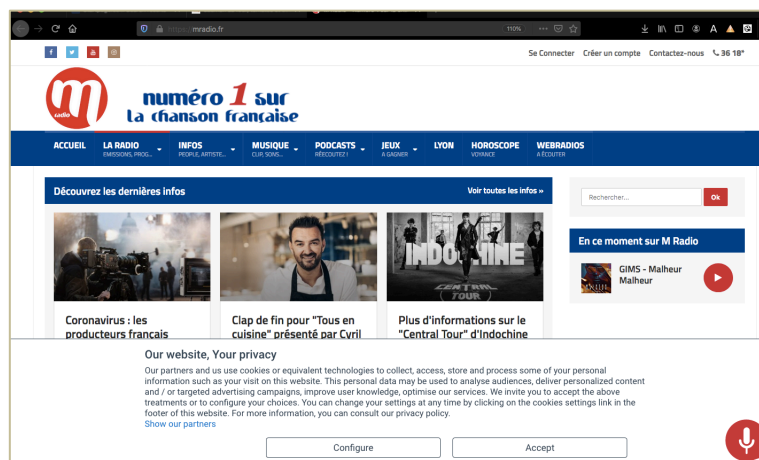 https://mradio.fr
110%
Se Connecter Créer un compte Contactez-nous 36 18*
m
radio
numéro 1 sur
la chanson française
ACCUEIL LA RADIO INFOS MUSIQUE PODCASTS JEUX LYON HOROSCOPE WEBRADIOS
EMISSIONS, PROG... PEOPLE, ARTISTE... CLIP, SONS... RÉÉCOUTEZ ! A GAGNER VOYANCE A ÉCOUTER
Découvrez les dernières infos Voir toutes les infos »
Rechercher... Ok
En ce moment sur M Radio
GIMS - Malheur
Malheur
INDOCHINE
CENTRAL
TOUR
Coronavirus : les
producteurs français
Clap de fin pour "Tous en
cuisine" présenté par Cyril
Plus d'informations sur le
"Central Tour" d'Indochine
Our website, Your privacy
Our partners and us use cookies or equivalent technologies to collect, access, store and process some of your personal
information such as your visit on this website. This personal data may be used to analyse audiences, deliver personalized content
and / or targeted advertising campaigns, improve user knowledge, optimise our services. We invite you to accept the above
treatments or to configure your choices. You can change your settings at any time by clicking on the cookies settings link in the
footer of this website. For more information, you can consult our privacy policy.
Show our partners
Configure Accept